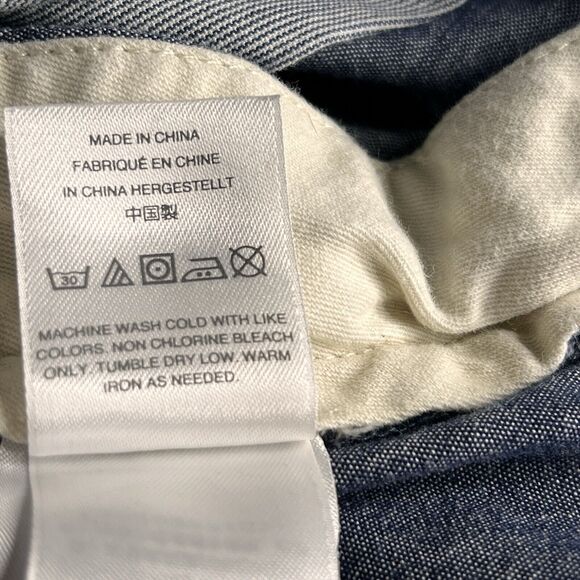 MADE IN CHINA
FABRIQUÉ EN CHINE
IN CHINA HERGESTELLT
中国製
30
MACHINE WASH COLD WITH LIKE
COLORS. NON CHLORINE BLEACH
ONLY. TUMBLE DRY LOW. WARM
IRON AS NEEDED.